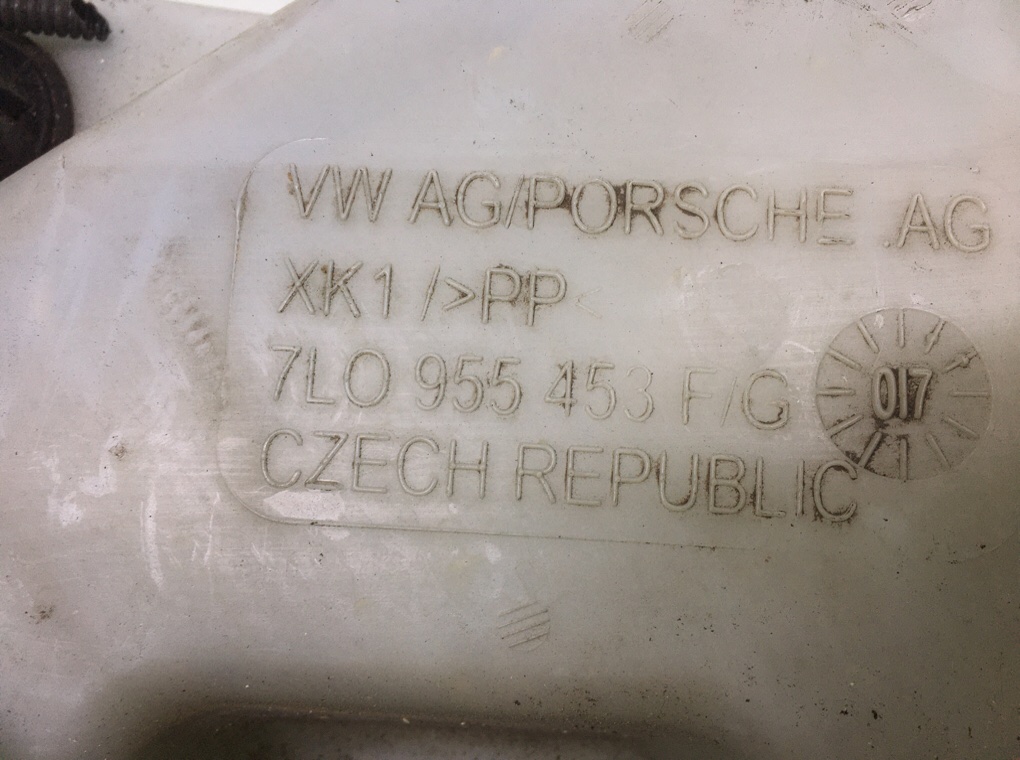 VW AG/PORSCHE AG
XK1 />PP<
7L0 955 453 F/G
017
CZECH REPUBLIC